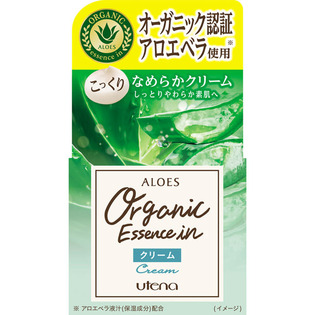 ORGANIC
ALOES
essence in
オーガニック認証
アロエベラ※使用
こっくり
なめらかクリーム
しっとりやわらか素肌へ
ALOES
Organic
Essence in
クリーム
Cream
utena
※ アロエベラ液汁(保湿成分)配合
(イメージ)